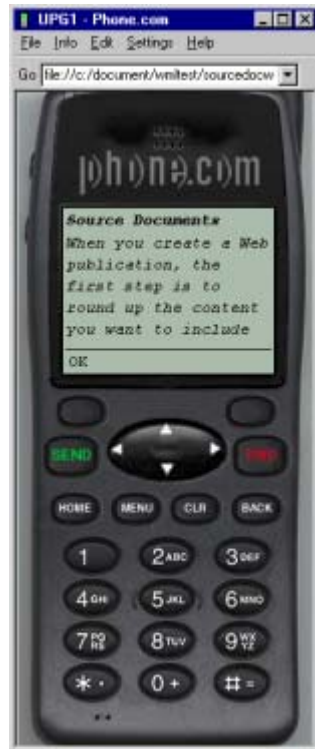 UPG1 - Phone.com
File Info Edit Settings Help
Go file://c:/document/wmltest/sourcedocw
phone.com
Source Documents
When you create a Web
publication, the
first step is to
round up the content
you want to include
OK
SEND END
HOME MENU CLR BACK
1 2ABC 3DEF
4GHI 5JKL 6MNO
7PQRS 8TUV 9WXYZ
* 0+ #=